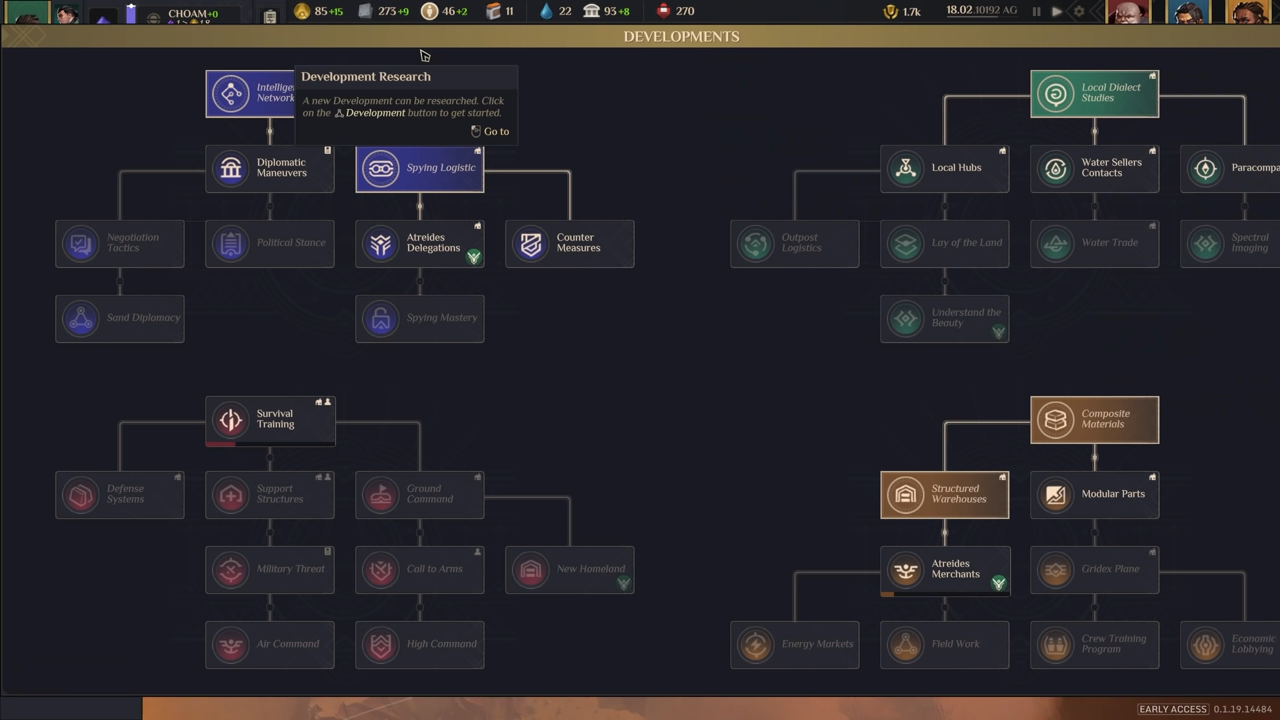 CHOAM+0
85+15
273+9
46+2
11
22
93+8
270
1.7k
18.02.10192 AG
DEVELOPMENTS
Development Research
A new Development can be researched. Click
on the Development button to get started.
Go to
Local Dialect
Studies
Diplomatic
Maneuvers
Spying Logistic
Local Hubs
Water Sellers
Contacts
Negotiation
Tactics
Political Stance
Atreides
Delegations
Counter
Measures
Outpost
Logistics
Lay of the Land
Water Trade
Spectral
Imaging
Sand Diplomacy
Spying Mastery
Understand the
Beauty
Survival
Training
Composite
Materials
Defense
Systems
Support
Structures
Ground
Command
Structured
Warehouses
Modular Parts
Military Threat
Call to Arms
New Homeland
Atreides
Merchants
Gridex Plane
Air Command
High Command
Energy Markets
Field Work
Crew Training
Program
Economic
Lobbying
EARLY ACCESS 0.1.19.14484